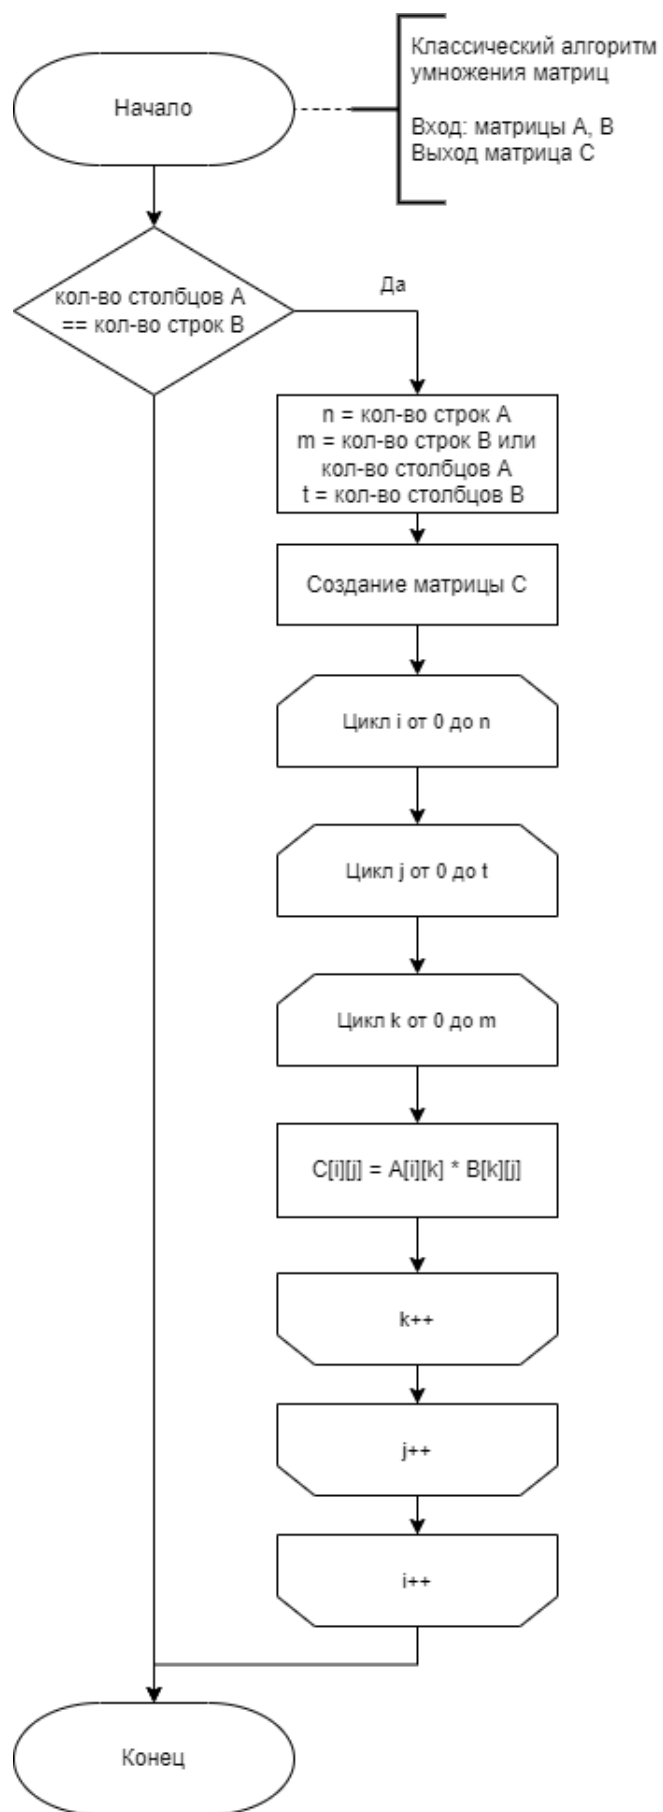 Начало
Классический алгоритм
умножения матриц
Вход: матрицы А, В
Выход матрица С
кол-во столбцов А
== кол-во строк В
Да
n = кол-во строк А
m = кол-во строк В или
кол-во столбцов А
t = кол-во столбцов В
Создание матрицы С
Цикл i от 0 до n
Цикл j от 0 до t
Цикл k от 0 до m
C[i][j] = A[i][k] * B[k][j]
k++
j++
i++
Конец